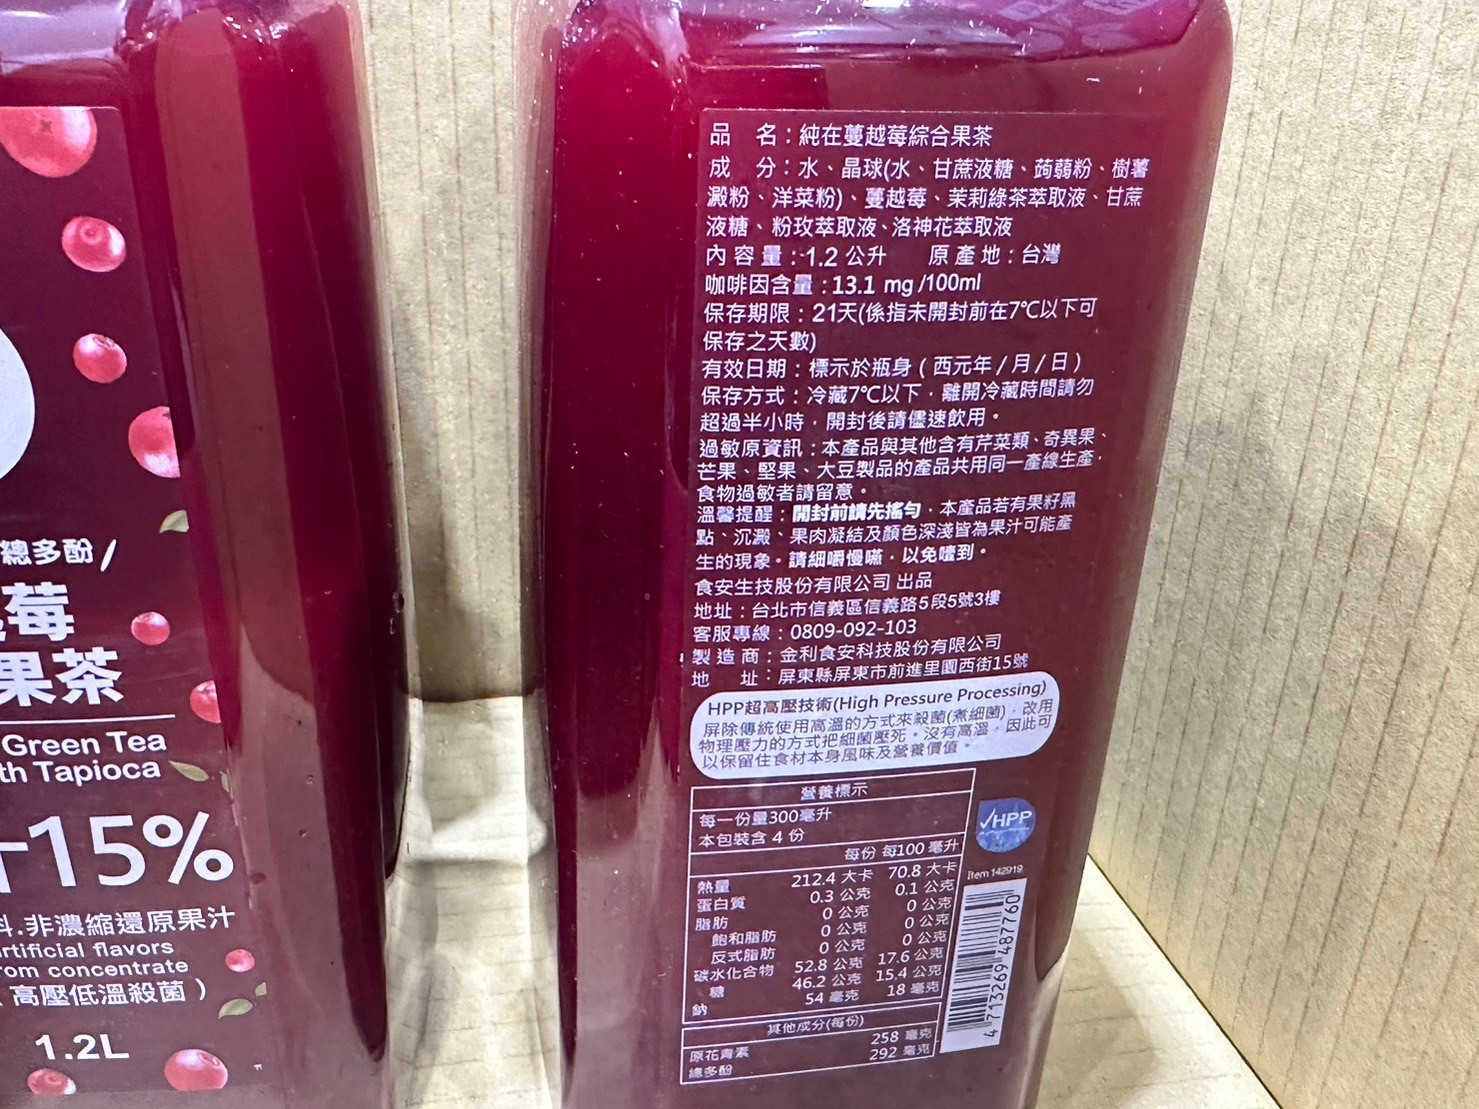 總多酚/
莓
果茶
Green Tea
th Tapioca
15%
料.非濃縮還原果汁
rtificial flavors
rom concentrate
高壓低溫殺菌）
1.2L
品 名：純在蔓越莓綜合果茶
成 分：水、晶球(水、甘蔗液糖、蒟蒻粉、樹薯
澱粉、洋菜粉)、蔓越莓、茉莉綠茶萃取液、甘蔗
液糖、粉玫萃取液、洛神花萃取液
內容量：1.2 公升 原產地：台灣
咖啡因含量：13.1 mg /100ml
保存期限：21天(係指未開封前在7℃以下可
保存之天數)
有效日期：標示於瓶身（西元年/月/日）
保存方式：冷藏7℃以下，離開冷藏時間請勿
超過半小時，開封後請儘速飲用。
過敏原資訊：本產品與其他含有芹菜類、奇異果、
芒果、堅果、大豆製品的產品共用同一產線生產，
食物過敏者請留意。
溫馨提醒：開封前請先搖勻，本產品若有果籽黑
點、沉澱、果肉凝結及顏色深淺皆為果汁可能產
生的現象。請細嚼慢嚥，以免噎到。
食安生技股份有限公司 出品
地址：台北市信義區信義路5段5號3樓
客服專線：0809-092-103
製造商：金利食安科技股份有限公司
地 址：屏東縣屏東市前進里園西街15號
HPP超高壓技術(High Pressure Processing)
屏除傳統使用高溫的方式來殺菌(煮細菌)，改用
物理壓力的方式把細菌壓死。沒有高溫，因此可
以保留住食材本身風味及營養價值。
營養標示
每一份量300毫升
本包裝含 4 份
每份 每100 毫升
熱量 212.4 大卡 70.8 大卡
蛋白質 0.3 公克 0.1 公克
脂肪 0 公克 0 公克
飽和脂肪 0 公克 0 公克
反式脂肪 0 公克 0 公克
碳水化合物 52.8 公克 17.6 公克
糖 46.2 公克 15.4 公克
鈉 54 毫克 18 毫克
其他成分(每份)
原花青素 258 毫克
總多酚 292 毫克
HPP
Item 142919
4 713269 487760